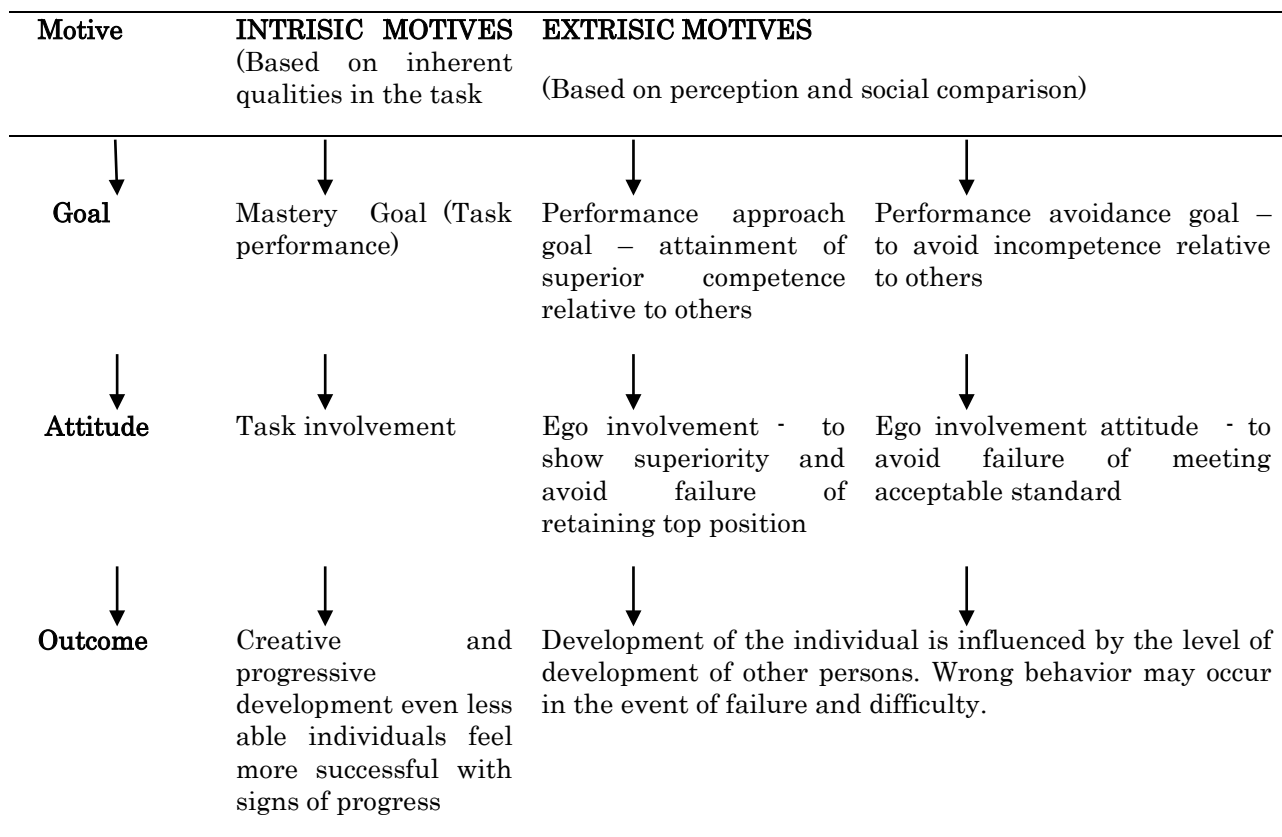 Motive
INTRISIC MOTIVES
(Based on inherent
qualities in the task
EXTRISIC MOTIVES
(Based on perception and social comparison)
Goal
Mastery Goal (Task
performance)
Performance approach
goal – attainment of
superior competence
relative to others
Performance avoidance goal –
to avoid incompetence relative
to others
Attitude
Task involvement
Ego involvement - to
show superiority and
avoid failure of
retaining top position
Ego involvement attitude - to
avoid failure of meeting
acceptable standard
Outcome
Creative and
progressive
development even less
able individuals feel
more successful with
signs of progress
Development of the individual is influenced by the level of
development of other persons. Wrong behavior may occur
in the event of failure and difficulty.